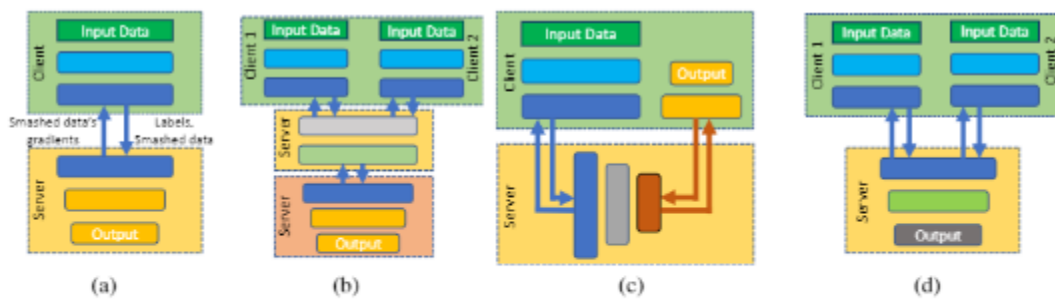 Input Data
Client
Smashed data's
gradients
Labels,
Smashed data
Server
Output
(a)
Client 1
Input Data
Input Data
Client 2
Server
Server
Output
(b)
Client
Input Data
Output
Server
(c)
Client 1
Input Data
Input Data
Client 2
Server
Output
(d)